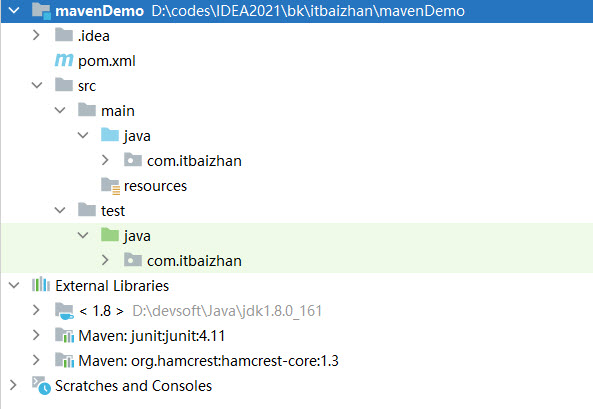 mavenDemo D:\codes\IDEA2021\bk\itbaizhan\mavenDemo
.idea
pom.xml
src
main
java
com.itbaizhan
resources
test
java
com.itbaizhan
External Libraries
< 1.8 > D:\devsoft\Java\jdk1.8.0_161
Maven: junit:junit:4.11
Maven: org.hamcrest:hamcrest-core:1.3
Scratches and Consoles